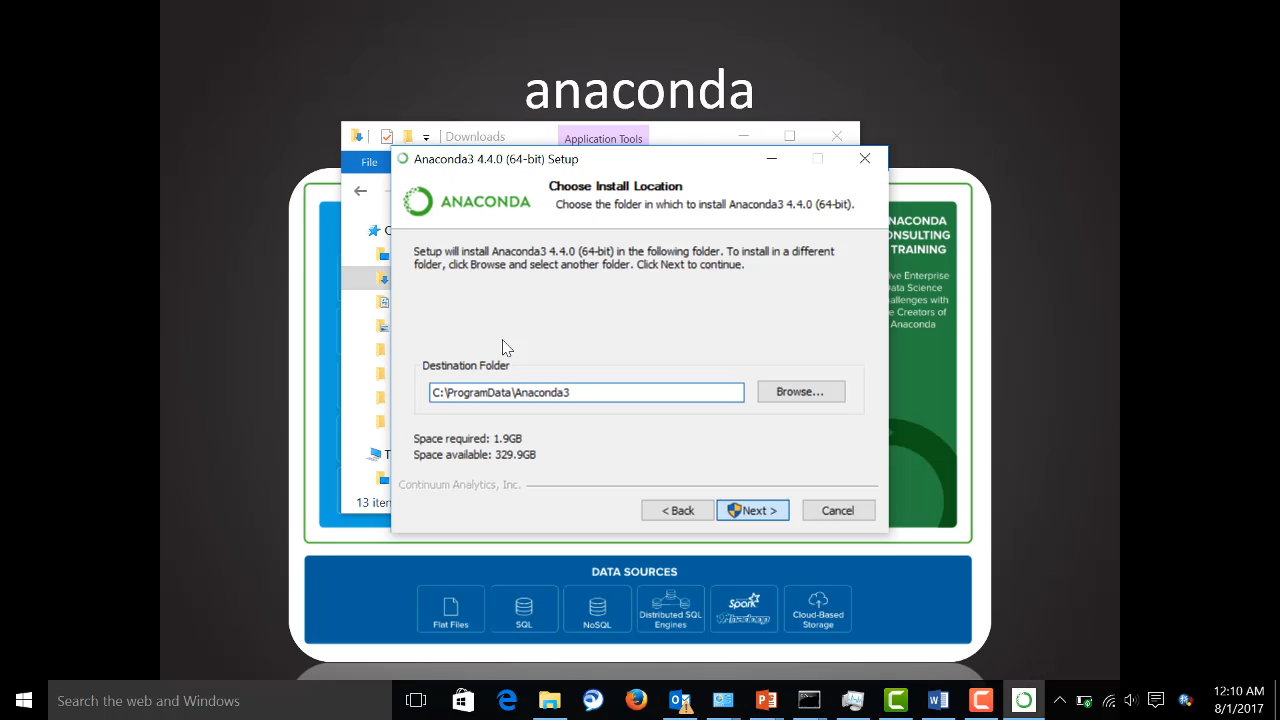 anaconda
Downloads
Application Tools
File
Anaconda3 4.4.0 (64-bit) Setup
ANACONDA
Choose Install Location
Choose the folder in which to install Anaconda3 4.4.0 (64-bit).
Setup will install Anaconda3 4.4.0 (64-bit) in the following folder. To install in a different
folder, click Browse and select another folder. Click Next to continue.
Destination Folder
C:\ProgramData\Anaconda3
Browse...
Space required: 1.9GB
Space available: 329.9GB
Continuum Analytics, Inc.
< Back
Next >
Cancel
13 iten
NACONDA
ONSULTING
TRAINING
lve Enterprise
Data Science
allenges with
e Creators of
Anaconda
DATA SOURCES
Flat Files
SQL
NoSQL
Distributed SQL
Engines
Spark
hadoop
Cloud-Based
Storage
Search the web and Windows
12:10 AM
8/1/2017